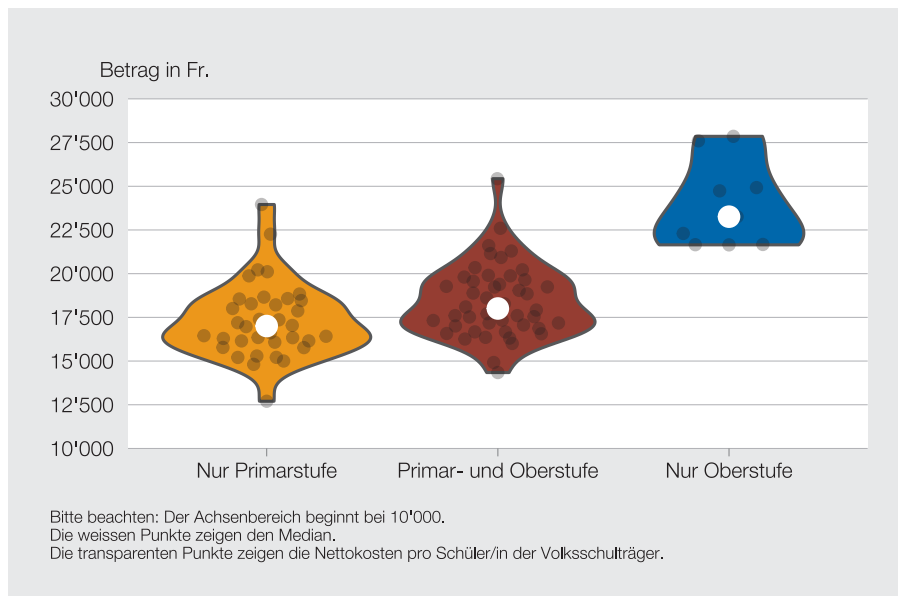 Betrag in Fr.
30'000
27'500
25'000
22'500
20'000
17'500
15'000
12'500
10'000
Nur Primarstufe Primar- und Oberstufe Nur Oberstufe
Bitte beachten: Der Achsenbereich beginnt bei 10'000.
Die weissen Punkte zeigen den Median.
Die transparenten Punkte zeigen die Nettokosten pro Schüler/in der Volksschulträger.